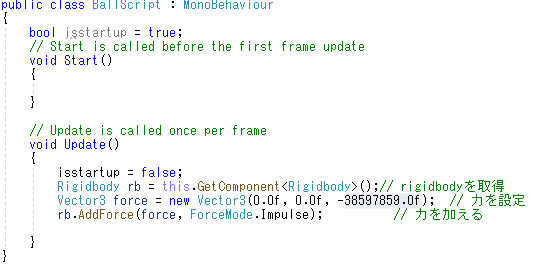 public class BallScript : MonoBehaviour
{
bool isstartup = true;
// Start is called before the first frame update
void Start()
{
}
// Update is called once per frame
void Update()
{
isstartup = false;
Rigidbody rb = this.GetComponent<Rigidbody>();// rigidbodyを取得
Vector3 force = new Vector3(0.0f, 0.0f, -38597859.0f); // 力を設定
rb.AddForce(force, ForceMode.Impulse); // 力を加える
}
}